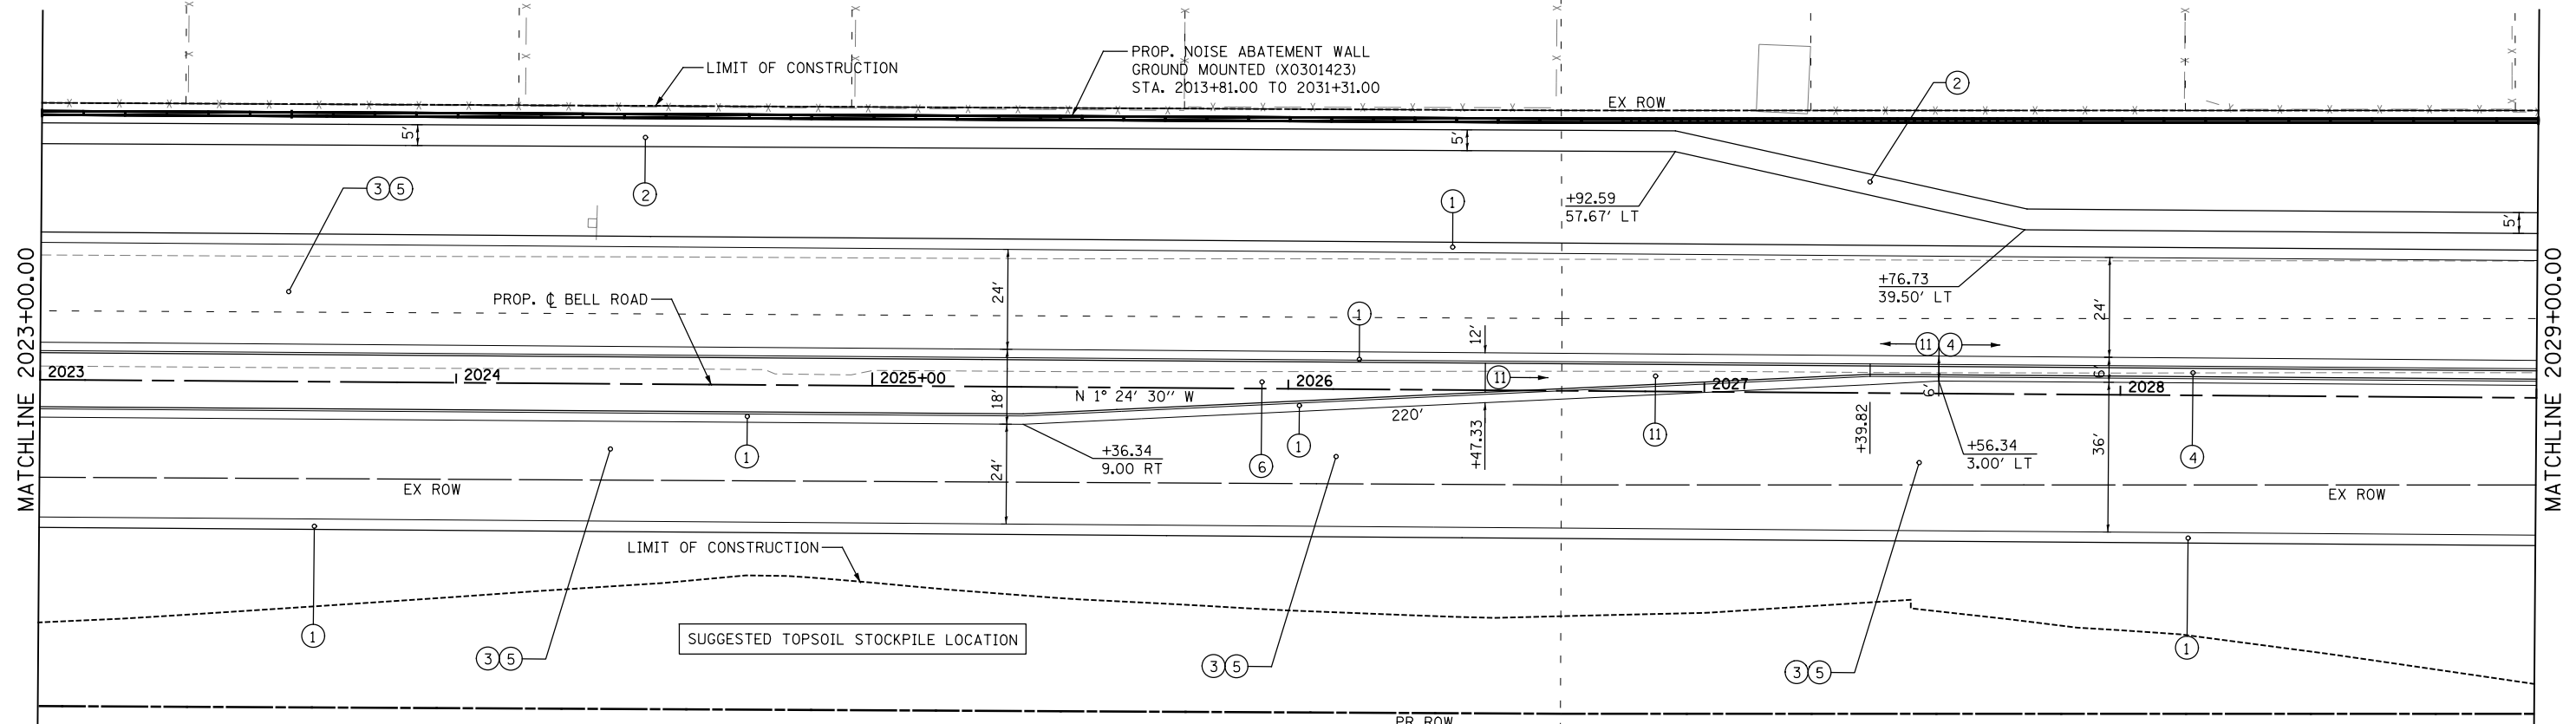 PROP. NOISE ABATEMENT WALL
GROUND MOUNTED (X0301423)
STA. 2013+81.00 TO 2031+31.00
LIMIT OF CONSTRUCTION
EX ROW
2
5'
5'
2
3 5
1
+92.59
57.67' LT
5'
MATCHLINE 2023+00.00
MATCHLINE 2029+00.00
+76.73
39.50' LT
PROP. ℄ BELL ROAD
24'
1
12'
24'
11 4
2023
2024
2025+00
2026
11
2027
2028
6'
6'
18'
N 1° 24' 30" W
220'
1
1
6
+47.33
11
+39.82
+56.34
3.00' LT
36'
4
+36.34
9.00 RT
24'
EX ROW
EX ROW
LIMIT OF CONSTRUCTION
1
SUGGESTED TOPSOIL STOCKPILE LOCATION
1
3 5
3 5
3 5
PR ROW